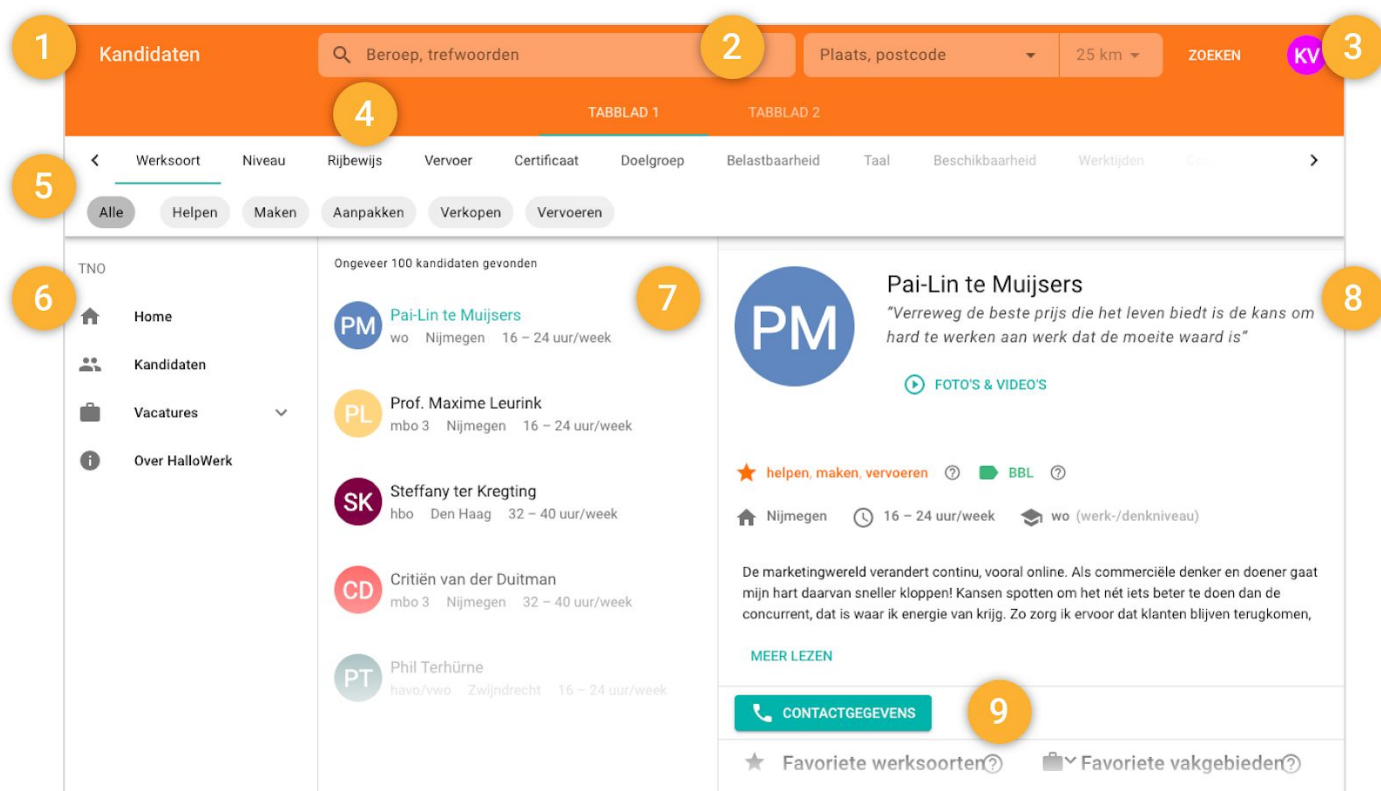 1
Kandidaten
Beroep, trefwoorden
2
Plaats, postcode
25 km
ZOEKEN
KV
3
4
TABBLAD 1
TABBLAD 2
5
Werksoort
Niveau
Rijbewijs
Vervoer
Certificaat
Doelgroep
Belastbaarheid
Taal
Beschikbaarheid
Werktijden
Alle
Helpen
Maken
Aanpakken
Verkopen
Vervoeren
6
TNO
Home
Kandidaten
Vacatures
Over HalloWerk
Ongeveer 100 kandidaten gevonden
7
PM
Pai-Lin te Muijsers
wo Nijmegen 16 – 24 uur/week
PL
Prof. Maxime Leurink
mbo 3 Nijmegen 16 – 24 uur/week
SK
Steffany ter Kregting
hbo Den Haag 32 – 40 uur/week
CD
Critiën van der Duitman
mbo 3 Nijmegen 32 – 40 uur/week
PT
Phil Terhürne
havo/vwo Zwijndrecht 16 – 24 uur/week
8
PM
Pai-Lin te Muijsers
"Verreweg de beste prijs die het leven biedt is de kans om
hard te werken aan werk dat de moeite waard is"
FOTO'S & VIDEO'S
helpen, maken, vervoeren
BBL
Nijmegen
16 – 24 uur/week
wo (werk-/denkniveau)
De marketingwereld verandert continu, vooral online. Als commerciële denker en doener gaat
mijn hart daarvan sneller kloppen! Kansen spotten om het nét iets beter te doen dan de
concurrent, dat is waar ik energie van krijg. Zo zorg ik ervoor dat klanten blijven terugkomen,
MEER LEZEN
CONTACTGEGEVENS
9
Favoriete werksoorten
Favoriete vakgebieden